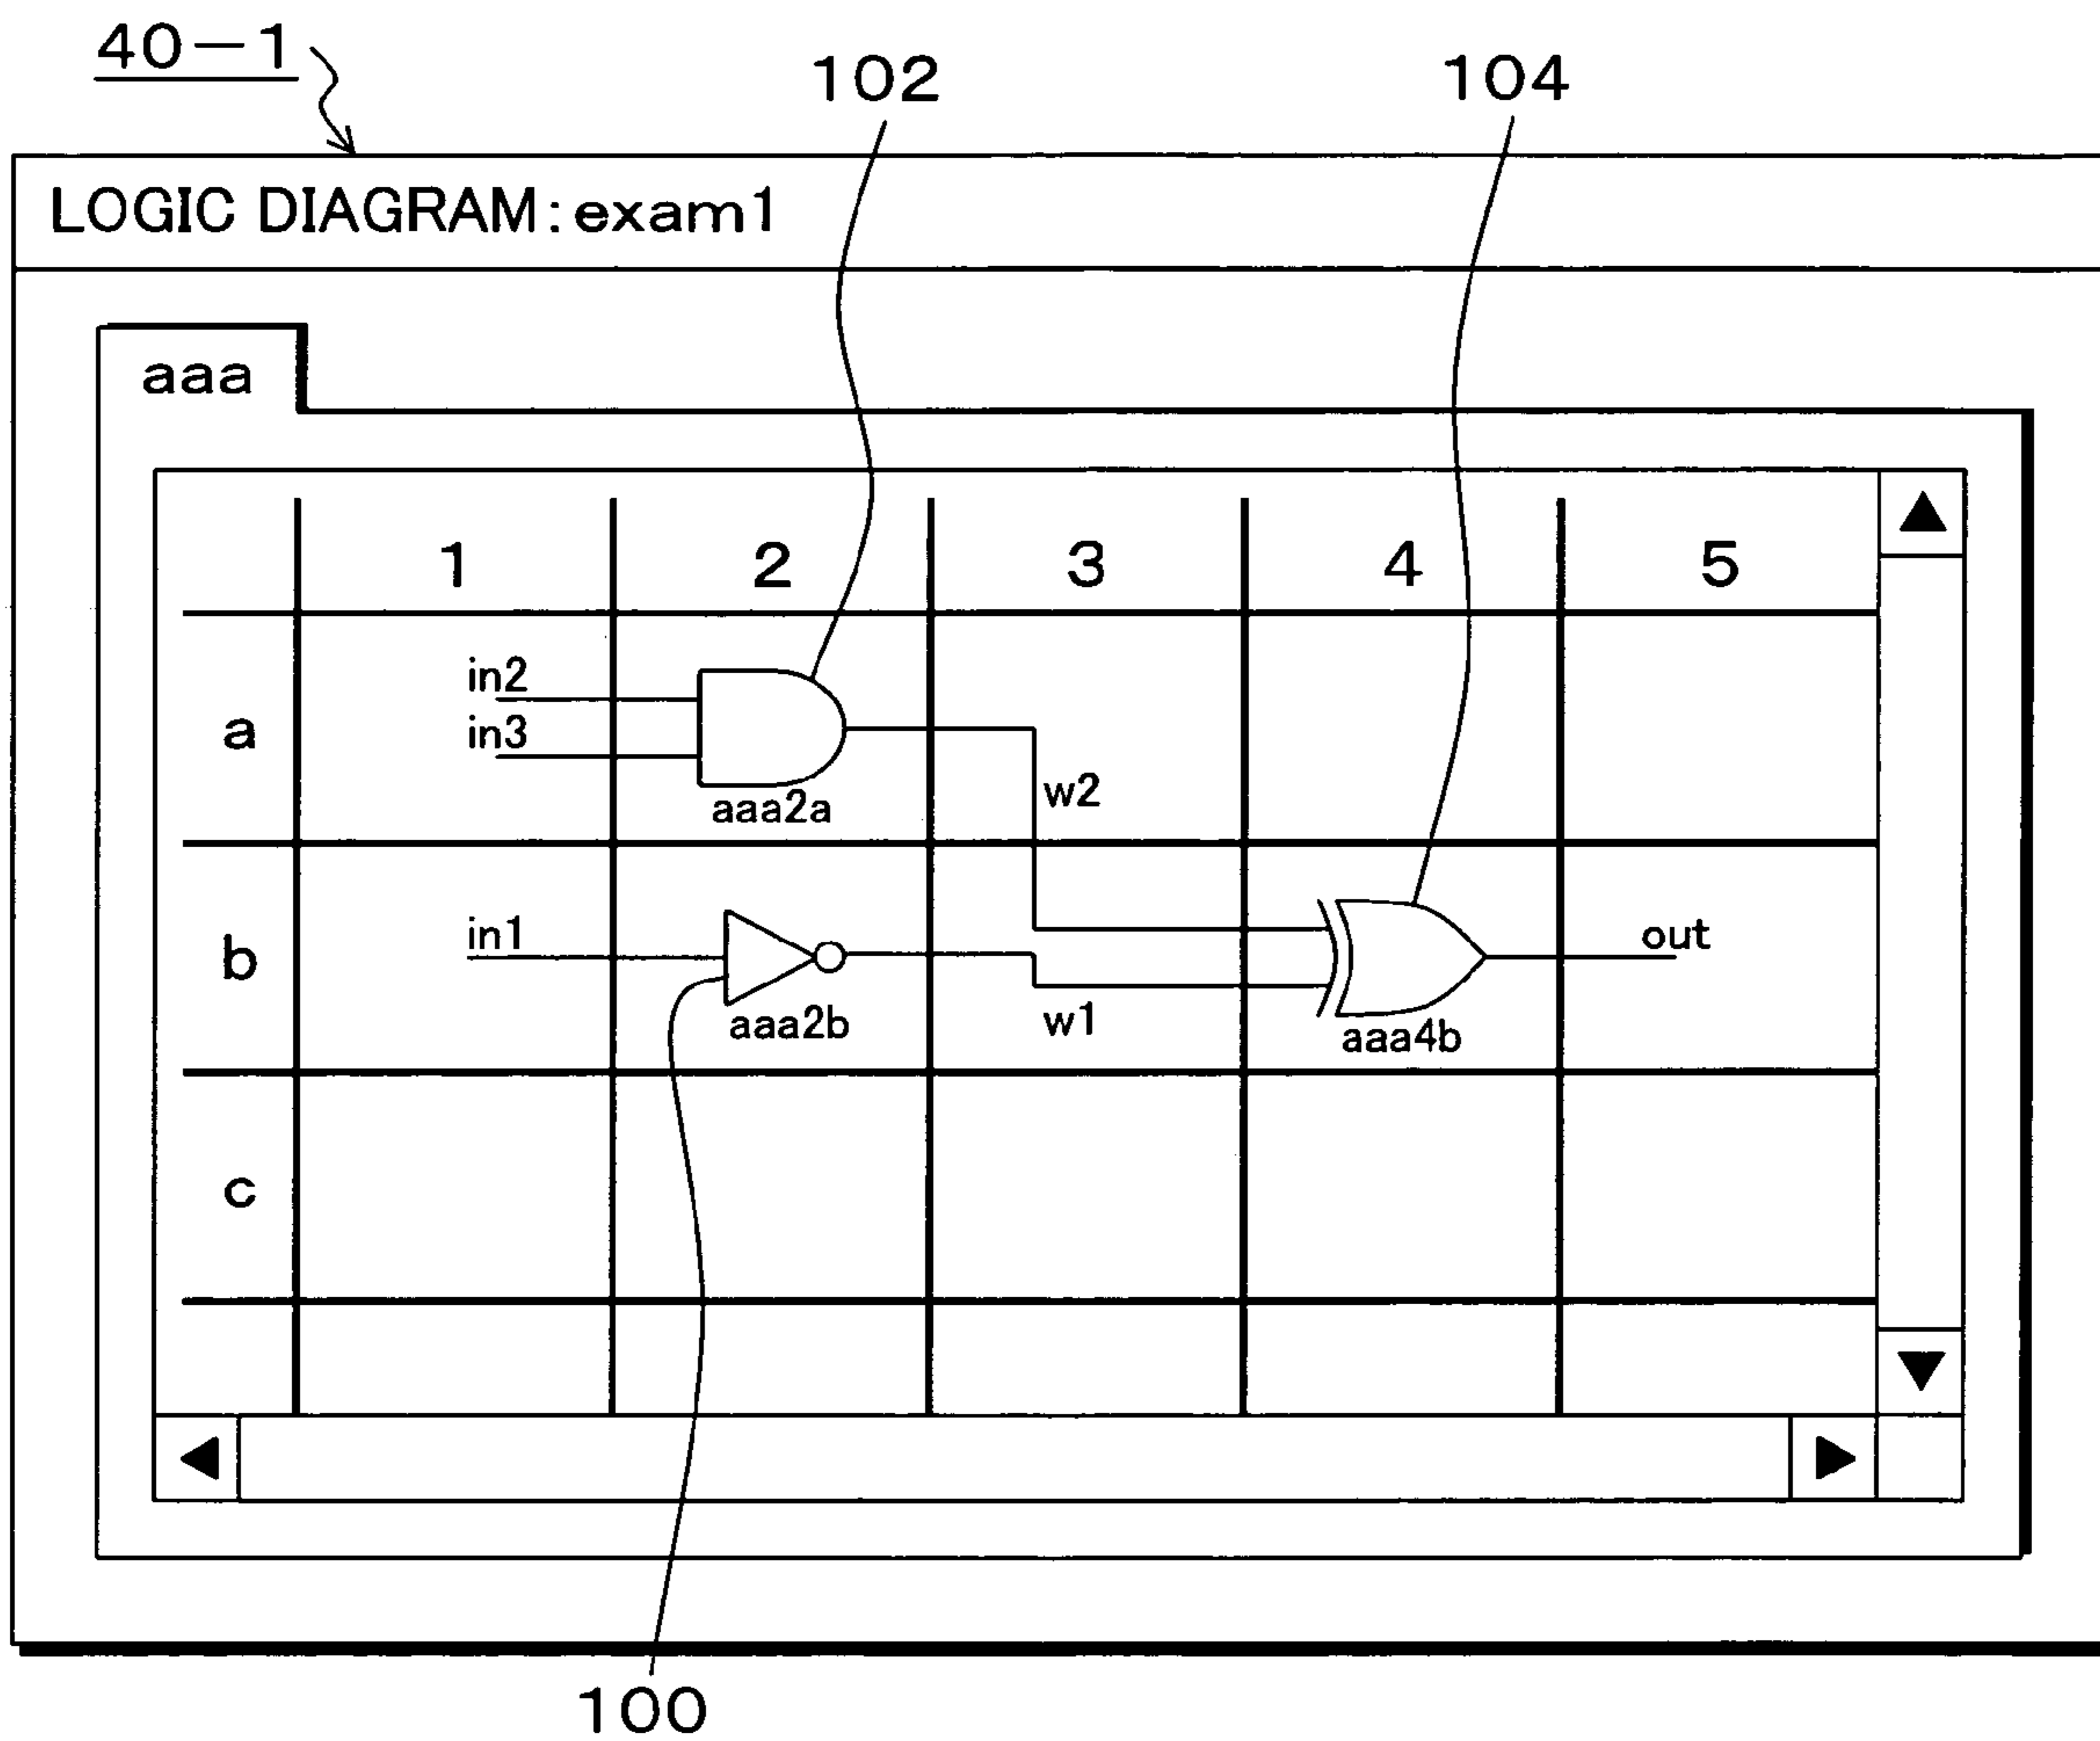 40-1
102
104
LOGIC DIAGRAM: exam1
aaa
1 2 3 4 5
in2
a
in3
w2
aaa2a
in1
out
b
aaa2b
w1
aaa4b
c
100